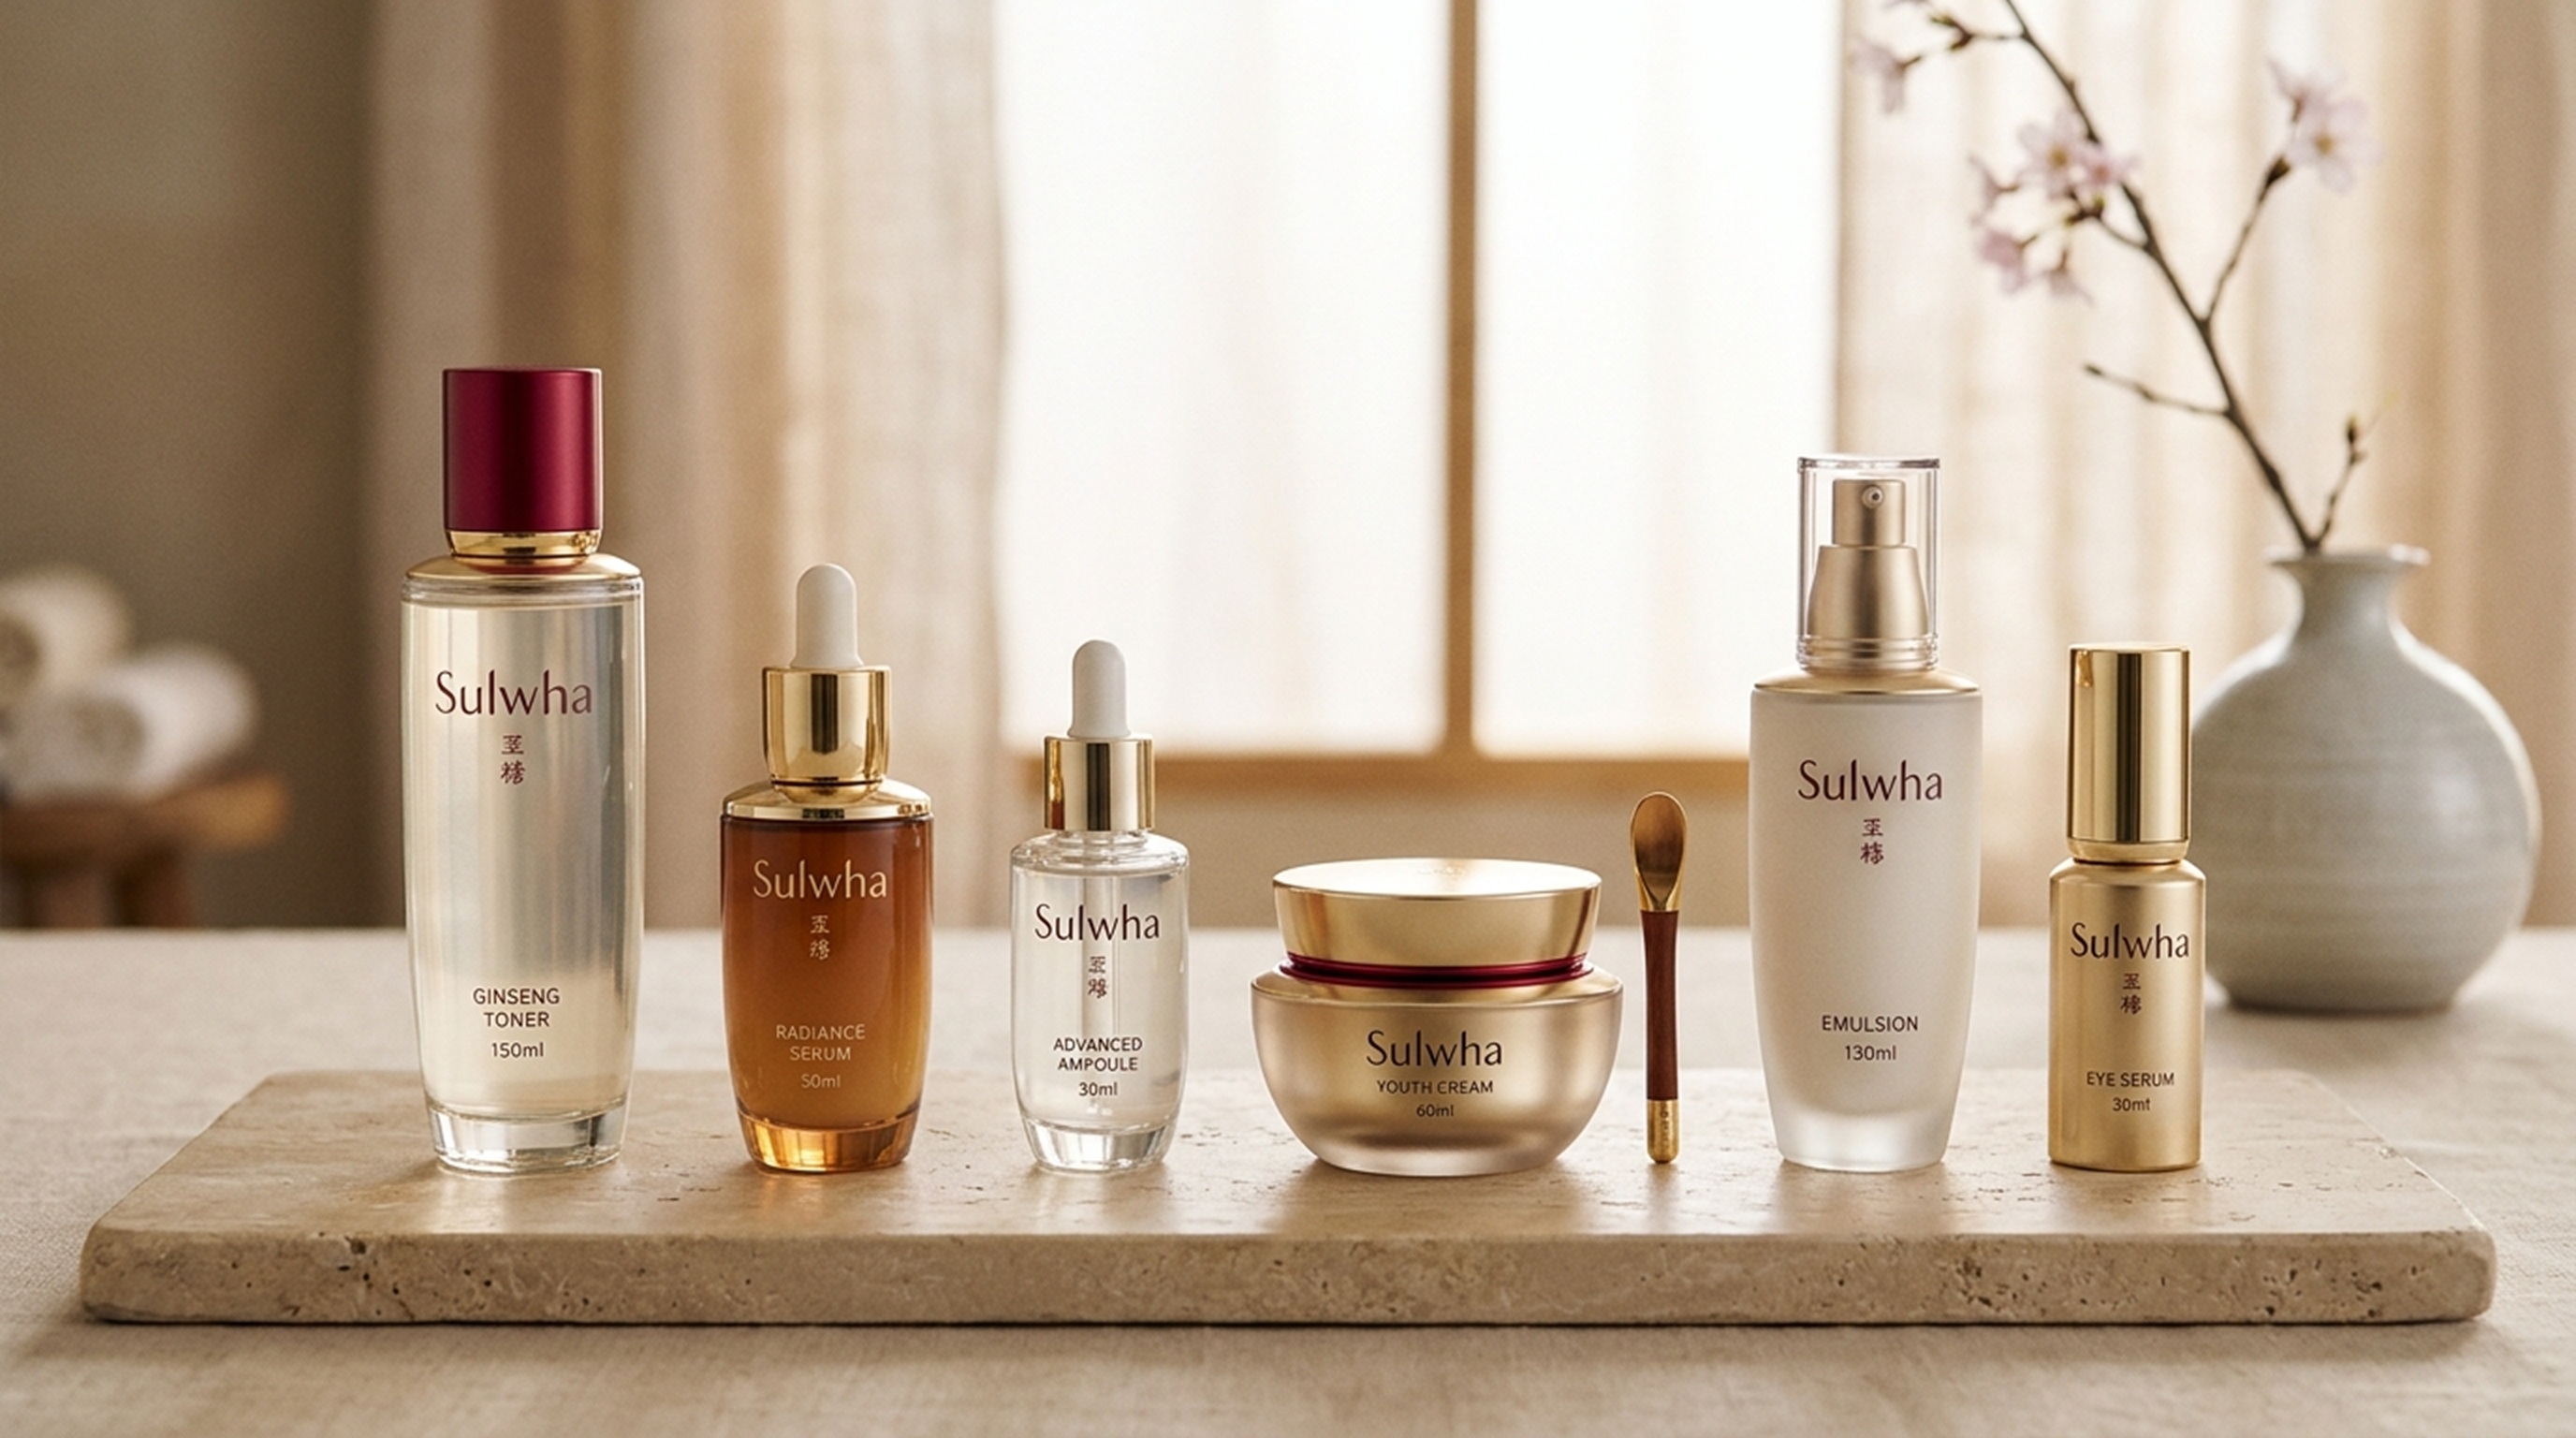 Sulwha
GINSENG
TONER
150ml
Sulwha
RADIANCE
SERUM
50ml
Sulwha
ADVANCED
AMPOULE
30ml
Sulwha
YOUTH CREAM
60ml
Sulwha
EMULSION
130ml
Sulwha
EYE SERUM
30ml